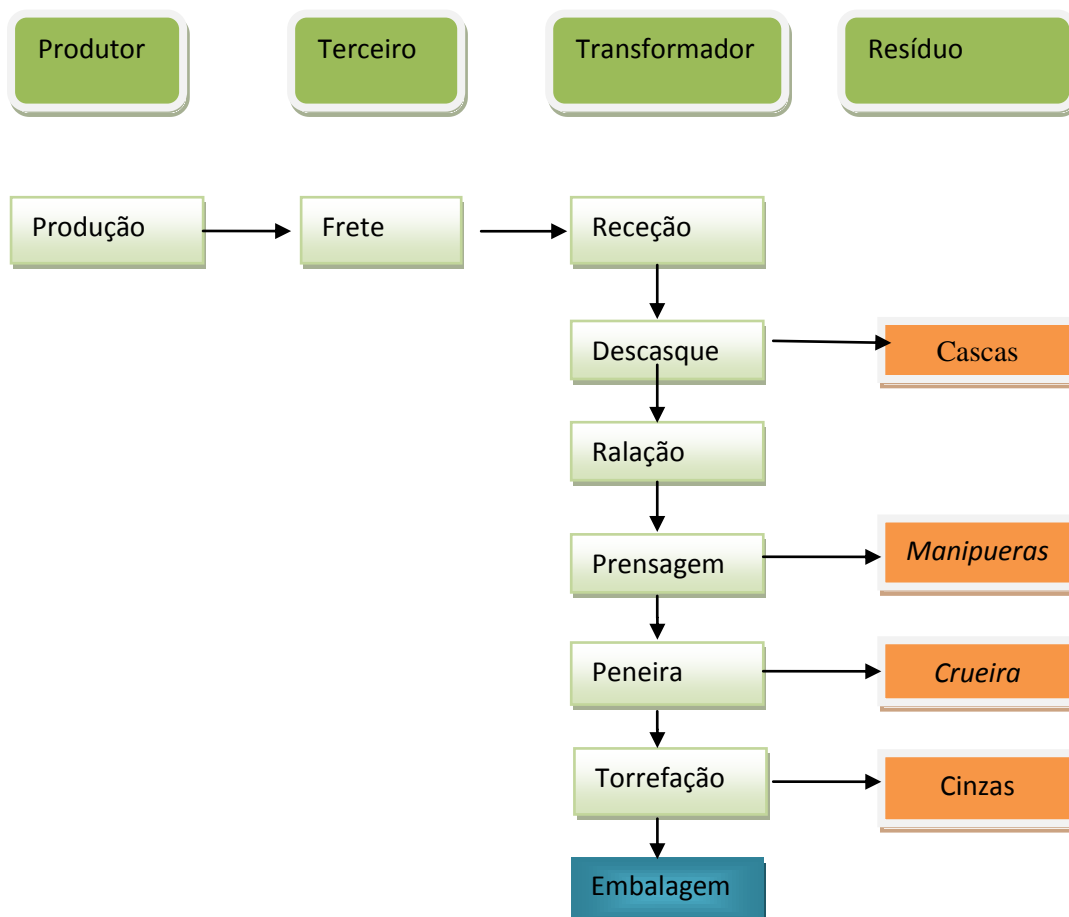 Produtor
Terceiro
Transformador
Resíduo
Produção
Frete
Receção
Descasque
Cascas
Ralação
Prensagem
Manipueras
Peneira
Crueira
Torrefação
Cinzas
Embalagem